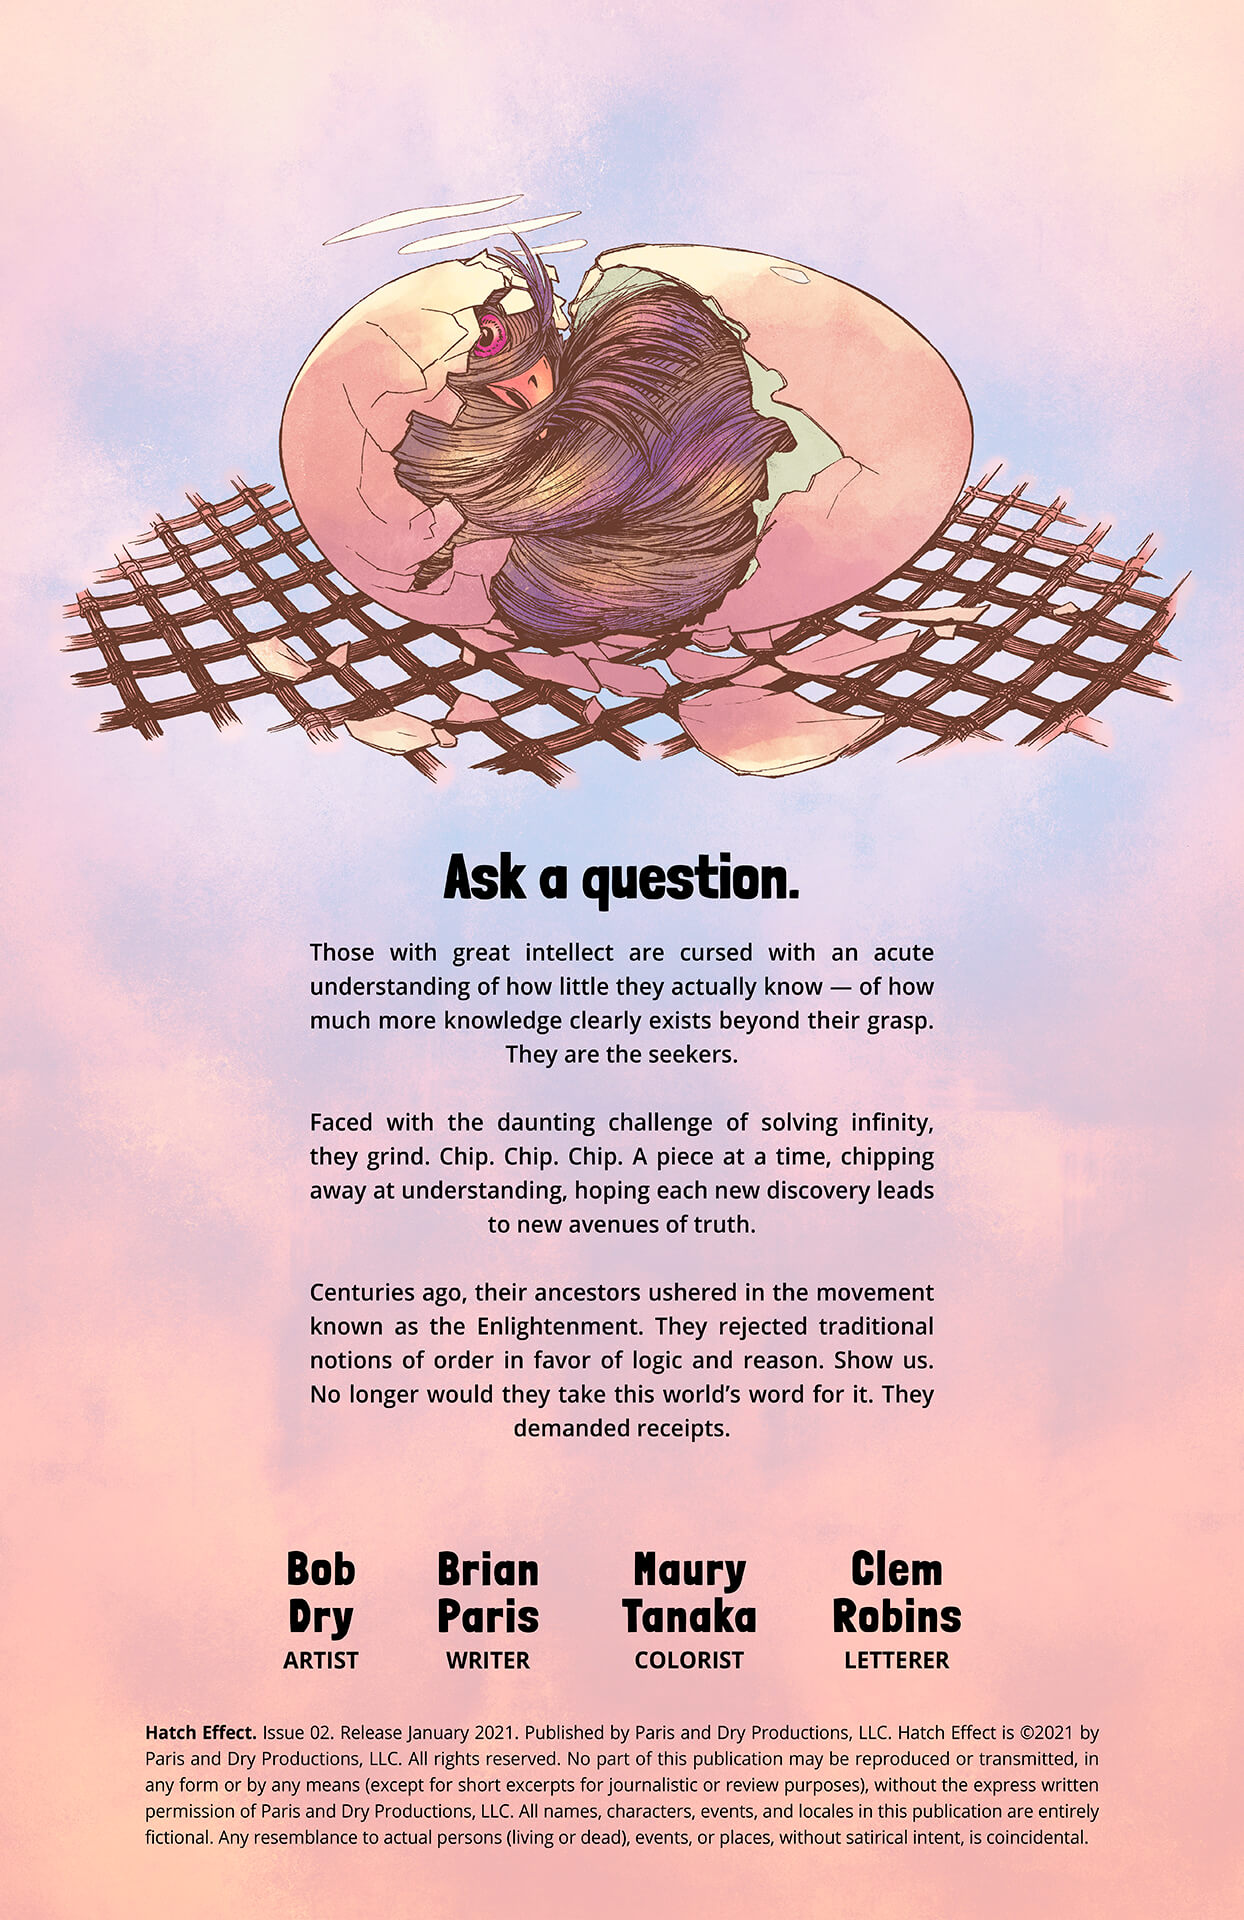 Ask a question.
Those with great intellect are cursed with an acute
understanding of how little they actually know — of how
much more knowledge clearly exists beyond their grasp.
They are the seekers.
Faced with the daunting challenge of solving infinity,
they grind. Chip. Chip. Chip. A piece at a time, chipping
away at understanding, hoping each new discovery leads
to new avenues of truth.
Centuries ago, their ancestors ushered in the movement
known as the Enlightenment. They rejected traditional
notions of order in favor of logic and reason. Show us.
No longer would they take this world’s word for it. They
demanded receipts.
Bob
Dry
ARTIST
Brian
Paris
WRITER
Maury
Tanaka
COLORIST
Clem
Robins
LETTERER
Hatch Effect. Issue 02. Release January 2021. Published by Paris and Dry Productions, LLC. Hatch Effect is ©2021 by
Paris and Dry Productions, LLC. All rights reserved. No part of this publication may be reproduced or transmitted, in
any form or by any means (except for short excerpts for journalistic or review purposes), without the express written
permission of Paris and Dry Productions, LLC. All names, characters, events, and locales in this publication are entirely
fictional. Any resemblance to actual persons (living or dead), events, or places, without satirical intent, is coincidental.